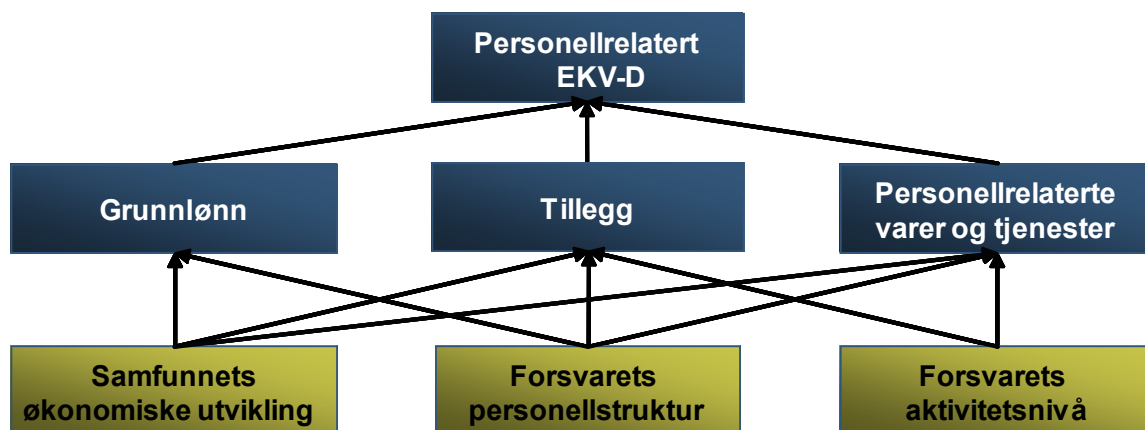 Personellrelatert
EKV-D
Grunnlønn
Tillegg
Personellrelaterte
varer og tjenester
Samfunnets
økonomiske utvikling
Forsvarets
personellstruktur
Forsvarets
aktivitetsnivå